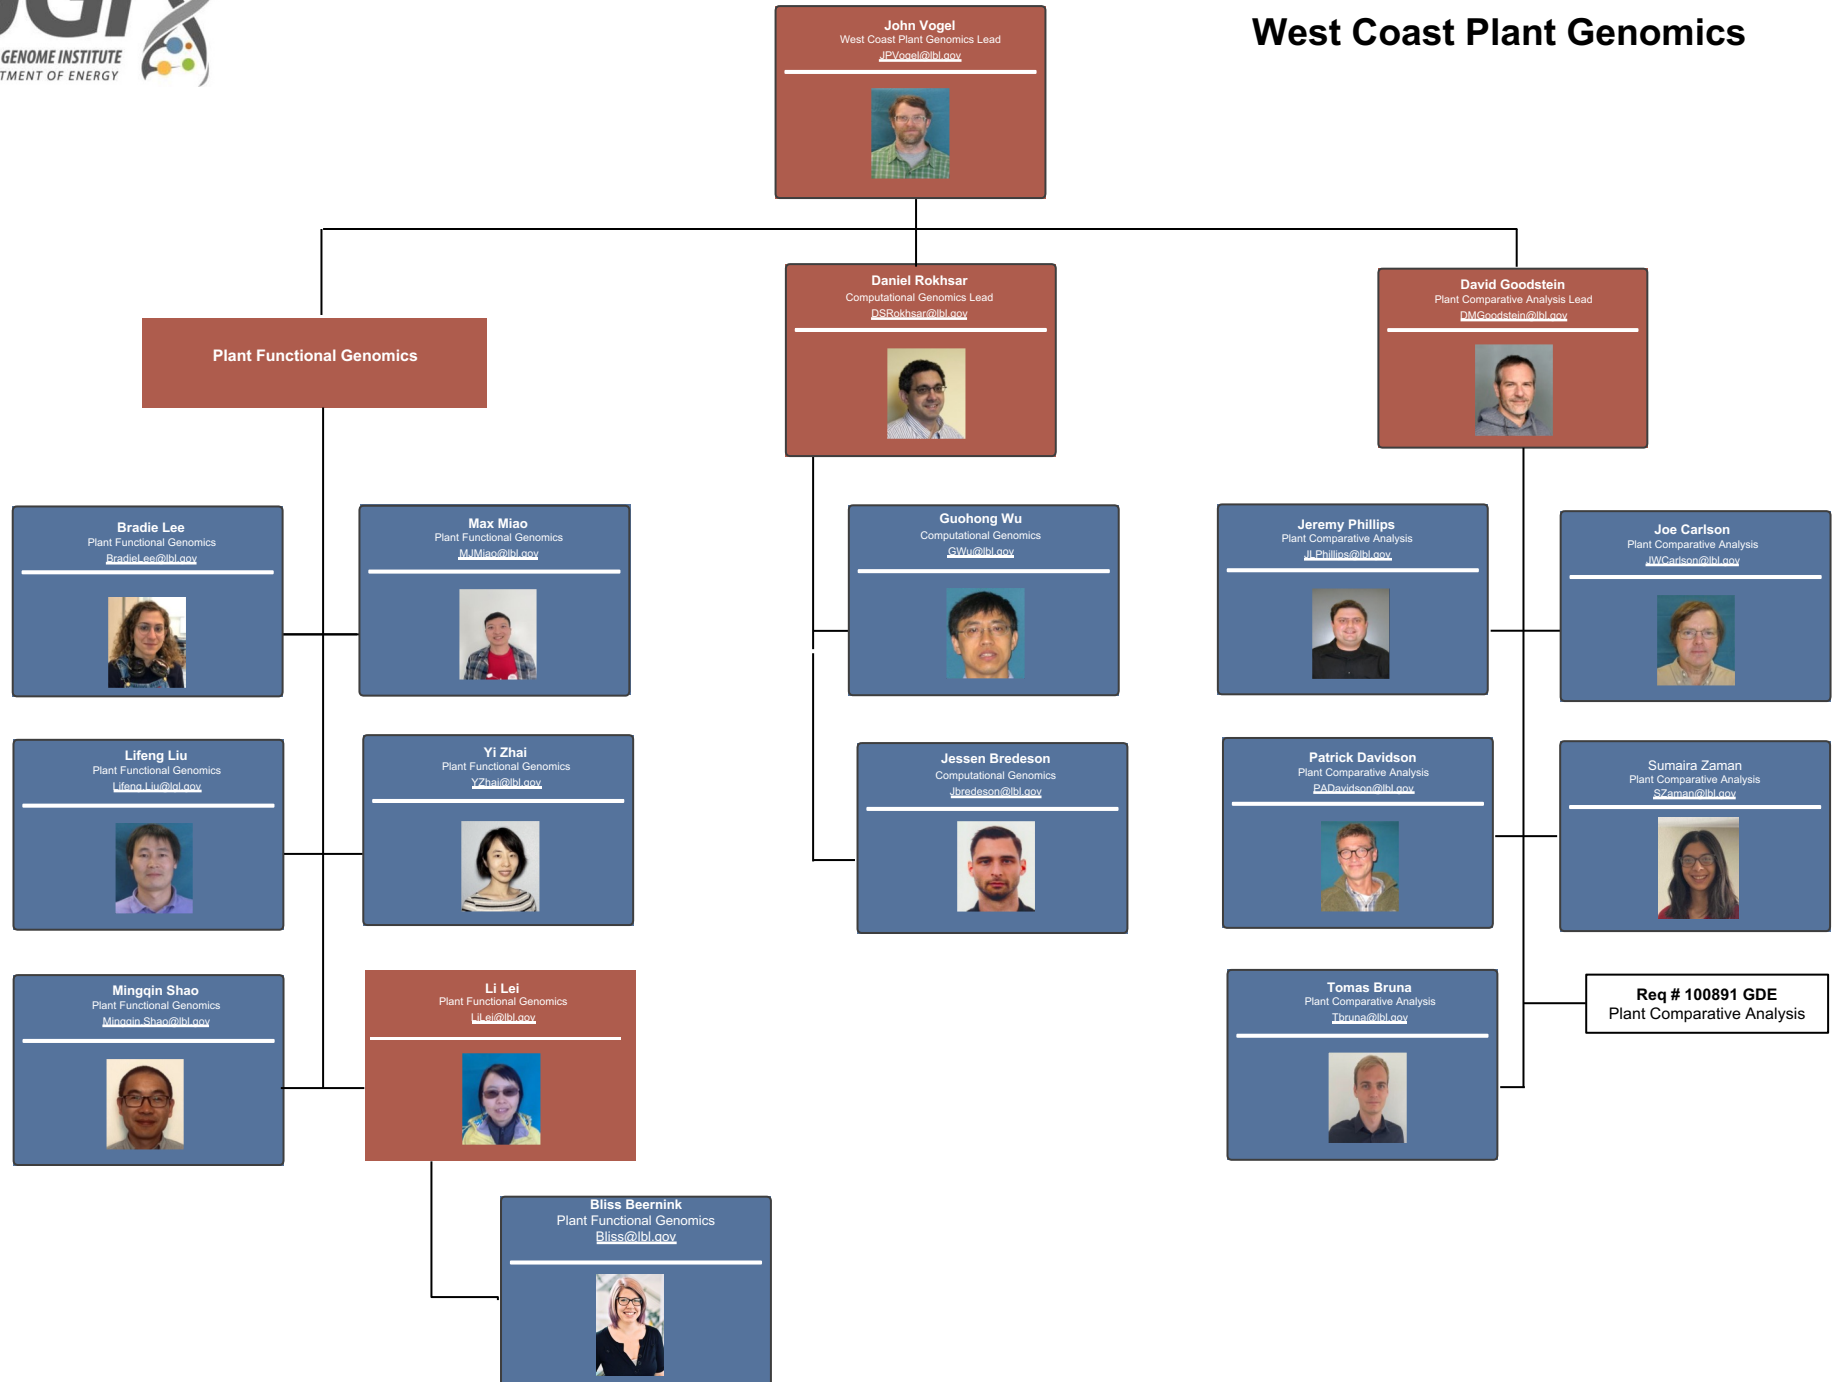 GENOME INSTITUTE
TMENT OF ENERGY
West Coast Plant Genomics
John Vogel
West Coast Plant Genomics Lead
JPVogel@lbl.gov
Plant Functional Genomics
Daniel Rokhsar
Computational Genomics Lead
DSRokhsar@lbl.gov
David Goodstein
Plant Comparative Analysis Lead
DMGoodstein@lbl.gov
Bradie Lee
Plant Functional Genomics
BradieLee@lbl.gov
Max Miao
Plant Functional Genomics
MJMiao@lbl.gov
Guohong Wu
Computational Genomics
GWu@lbl.gov
Jeremy Phillips
Plant Comparative Analysis
JLPhillips@lbl.gov
Joe Carlson
Plant Comparative Analysis
JWCarlson@lbl.gov
Lifeng Liu
Plant Functional Genomics
Lifeng.Liu@lgl.gov
Yi Zhai
Plant Functional Genomics
YZhai@lbl.gov
Jessen Bredeson
Computational Genomics
Jbredeson@lbl.gov
Patrick Davidson
Plant Comparative Analysis
PADavidson@lbl.gov
Sumaira Zaman
Plant Comparative Analysis
SZaman@lbl.gov
Mingqin Shao
Plant Functional Genomics
Mingqin.Shao@lbl.gov
Li Lei
Plant Functional Genomics
LiLei@lbl.gov
Tomas Bruna
Plant Comparative Analysis
Tbruna@lbl.gov
Req # 100891 GDE
Plant Comparative Analysis
Bliss Beernink
Plant Functional Genomics
Bliss@lbl.gov